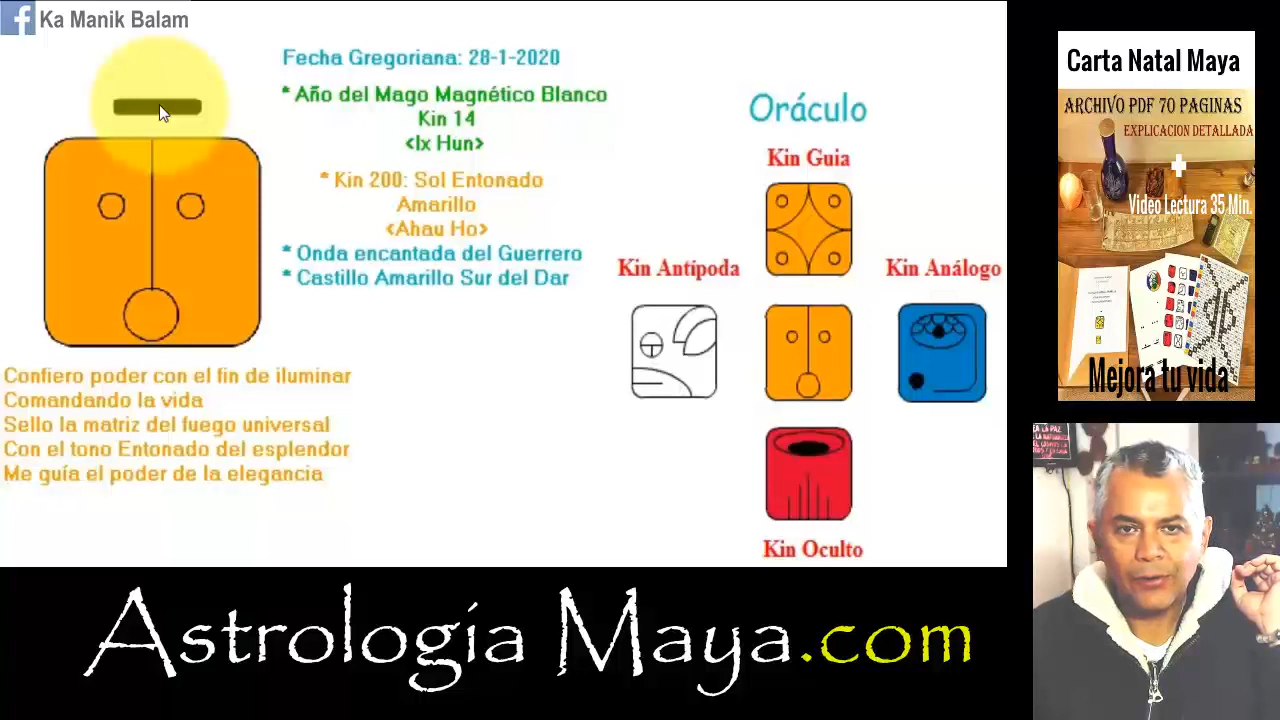 Ka Manik Balam
Fecha Gregoriana: 28-1-2020
* Año del Mago Magnético Blanco
Kin 14
<Ix Hun>
* Kin 200: Sol Entonado
Amarillo
<Ahau Ho>
* Onda encantada del Guerrero
* Castillo Amarillo Sur del Dar
Confiero poder con el fin de iluminar
Comandando la vida
Sello la matriz del fuego universal
Con el tono Entonado del esplendor
Me guía el poder de la elegancia
Oráculo
Kin Guia
Kin Antípoda
Kin Análogo
Kin Oculto
Carta Natal Maya
ARCHIVO PDF 70 PAGINAS
EXPLICACION DETALLADA
+
Video Lectura 35 Min.
Mejora tu vida
Astrología Maya.com